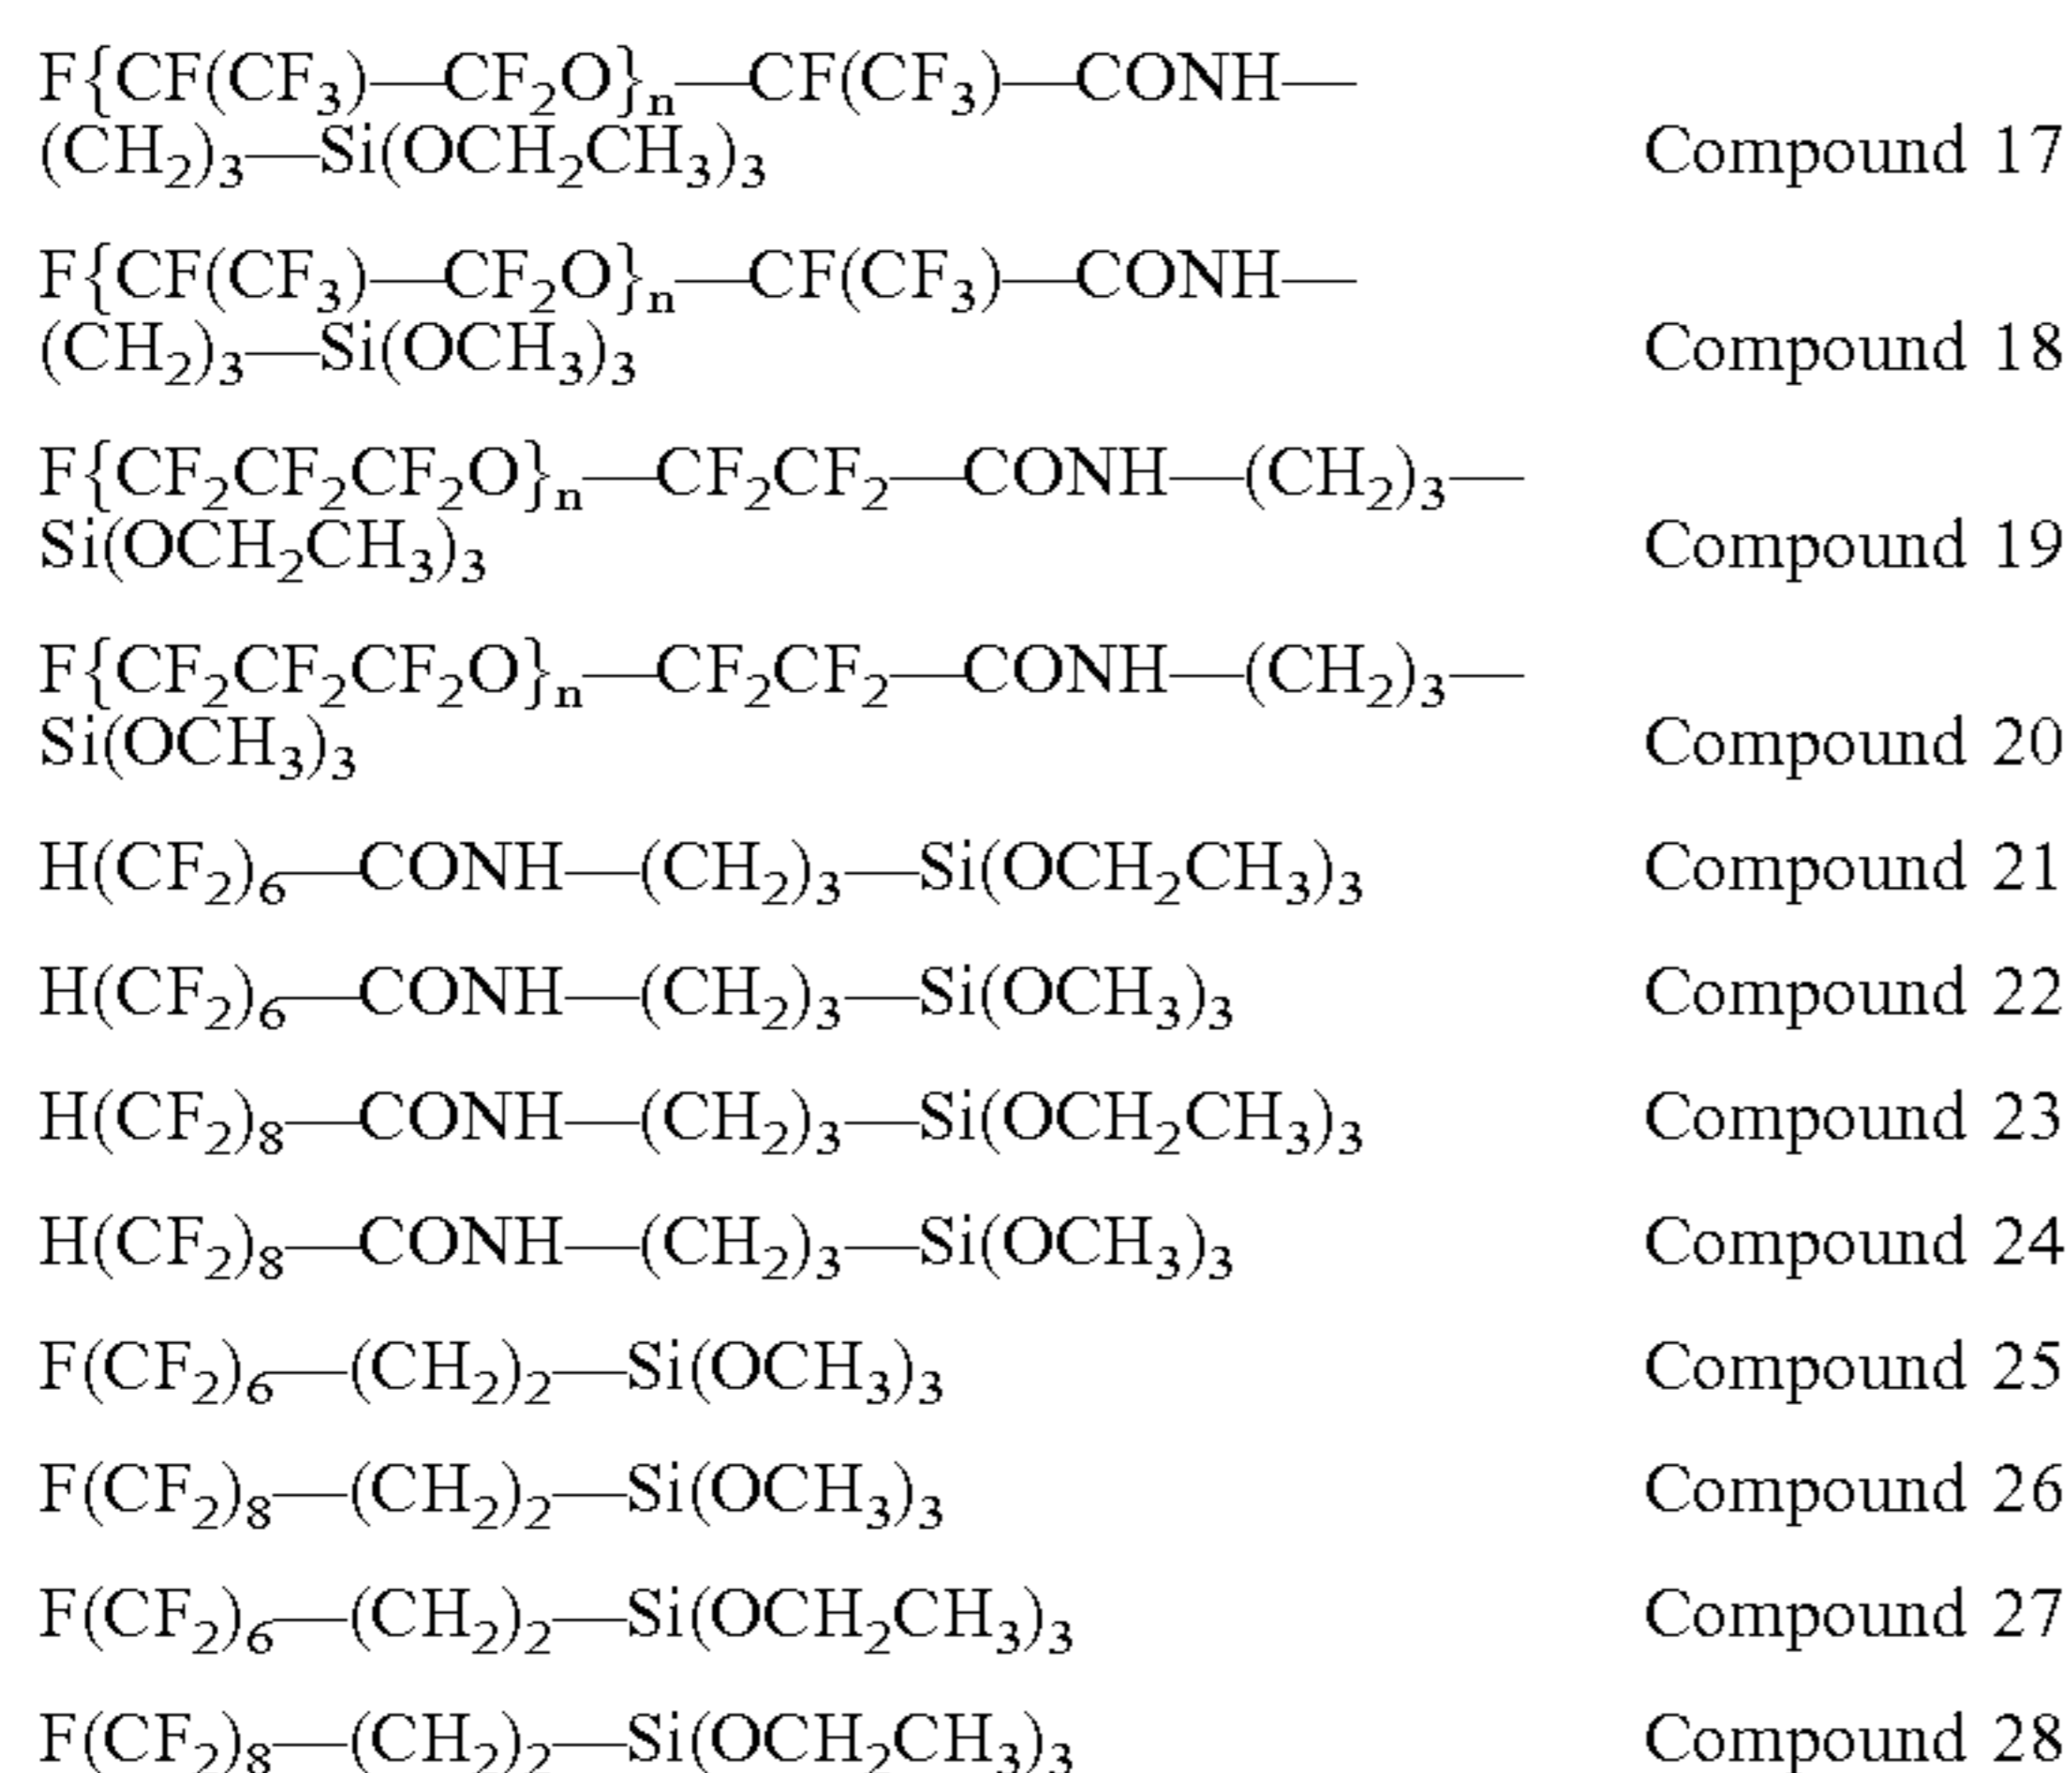 F{CF(CF₃)—CF₂O}ₙ—CF(CF₃)—CONH—
(CH₂)₃—Si(OCH₂CH₃)₃ Compound 17
F{CF(CF₃)—CF₂O}ₙ—CF(CF₃)—CONH—
(CH₂)₃—Si(OCH₃)₃ Compound 18
F{CF₂CF₂CF₂O}ₙ—CF₂CF₂—CONH—(CH₂)₃—
Si(OCH₂CH₃)₃ Compound 19
F{CF₂CF₂CF₂O}ₙ—CF₂CF₂—CONH—(CH₂)₃—
Si(OCH₃)₃ Compound 20
H(CF₂)₆—CONH—(CH₂)₃—Si(OCH₂CH₃)₃ Compound 21
H(CF₂)₆—CONH—(CH₂)₃—Si(OCH₃)₃ Compound 22
H(CF₂)₈—CONH—(CH₂)₃—Si(OCH₂CH₃)₃ Compound 23
H(CF₂)₈—CONH—(CH₂)₃—Si(OCH₃)₃ Compound 24
F(CF₂)₆—(CH₂)₂—Si(OCH₃)₃ Compound 25
F(CF₂)₈—(CH₂)₂—Si(OCH₃)₃ Compound 26
F(CF₂)₆—(CH₂)₂—Si(OCH₂CH₃)₃ Compound 27
F(CF₂)₈—(CH₂)₂—Si(OCH₂CH₃)₃ Compound 28